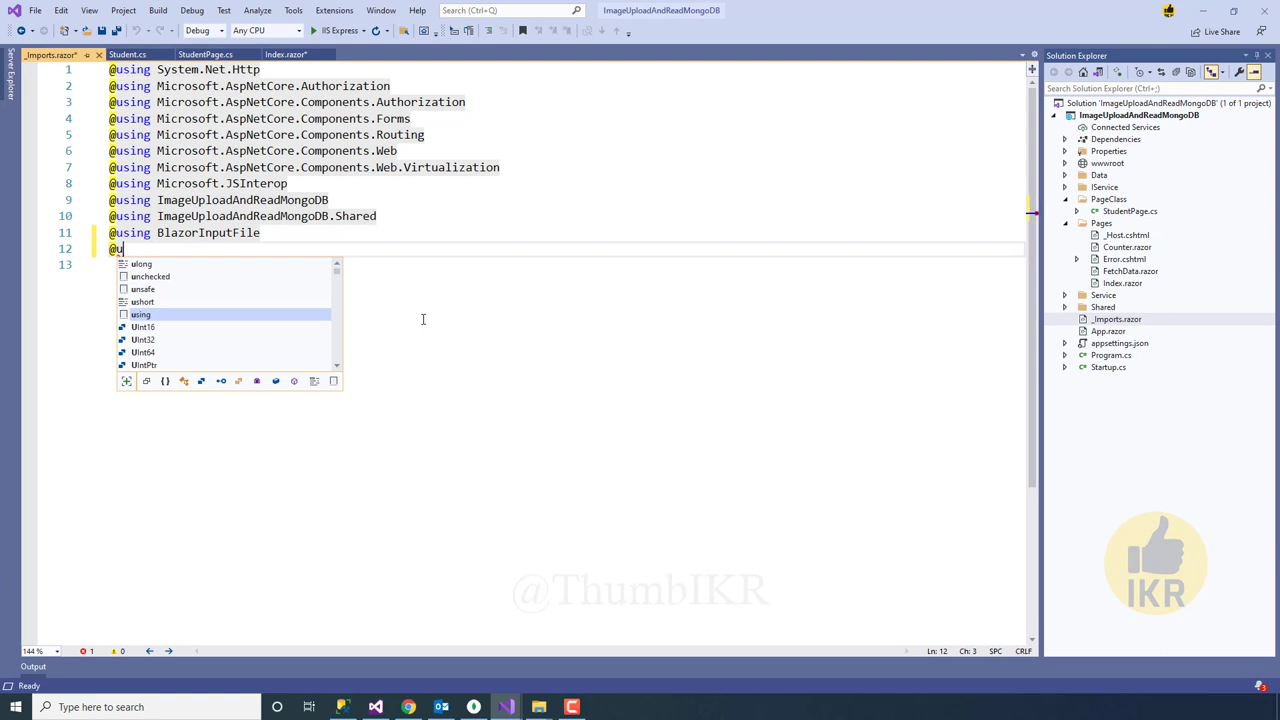 File Edit View Project Build Debug Test Analyze Tools Extensions Window Help Search (Ctrl+Q) ImageUploadAndReadMongoDB
Debug Any CPU IIS Express Live Share
Server Explorer
_Imports.razor* Student.cs StudentPage.cs Index.razor*
1 @using System.Net.Http
2 @using Microsoft.AspNetCore.Authorization
3 @using Microsoft.AspNetCore.Components.Authorization
4 @using Microsoft.AspNetCore.Components.Forms
5 @using Microsoft.AspNetCore.Components.Routing
6 @using Microsoft.AspNetCore.Components.Web
7 @using Microsoft.AspNetCore.Components.Web.Virtualization
8 @using Microsoft.JSInterop
9 @using ImageUploadAndReadMongoDB
10 @using ImageUploadAndReadMongoDB.Shared
11 @using BlazorInputFile
12 @u
13
ulong
unchecked
unsafe
ushort
using
UInt16
UInt32
UInt64
UIntPtr
@ThumbIKR
144 % 1 0 Ln: 12 Ch: 3 SPC CRLF
Output
Ready
Solution Explorer
Search Solution Explorer (Ctrl+;)
Solution 'ImageUploadAndReadMongoDB' (1 of 1 project)
ImageUploadAndReadMongoDB
Connected Services
Dependencies
Properties
wwwroot
Data
IService
PageClass
StudentPage.cs
Pages
_Host.cshtml
Counter.razor
Error.cshtml
FetchData.razor
Index.razor
Service
Shared
_Imports.razor
App.razor
appsettings.json
Program.cs
Startup.cs
IKR
3
Type here to search